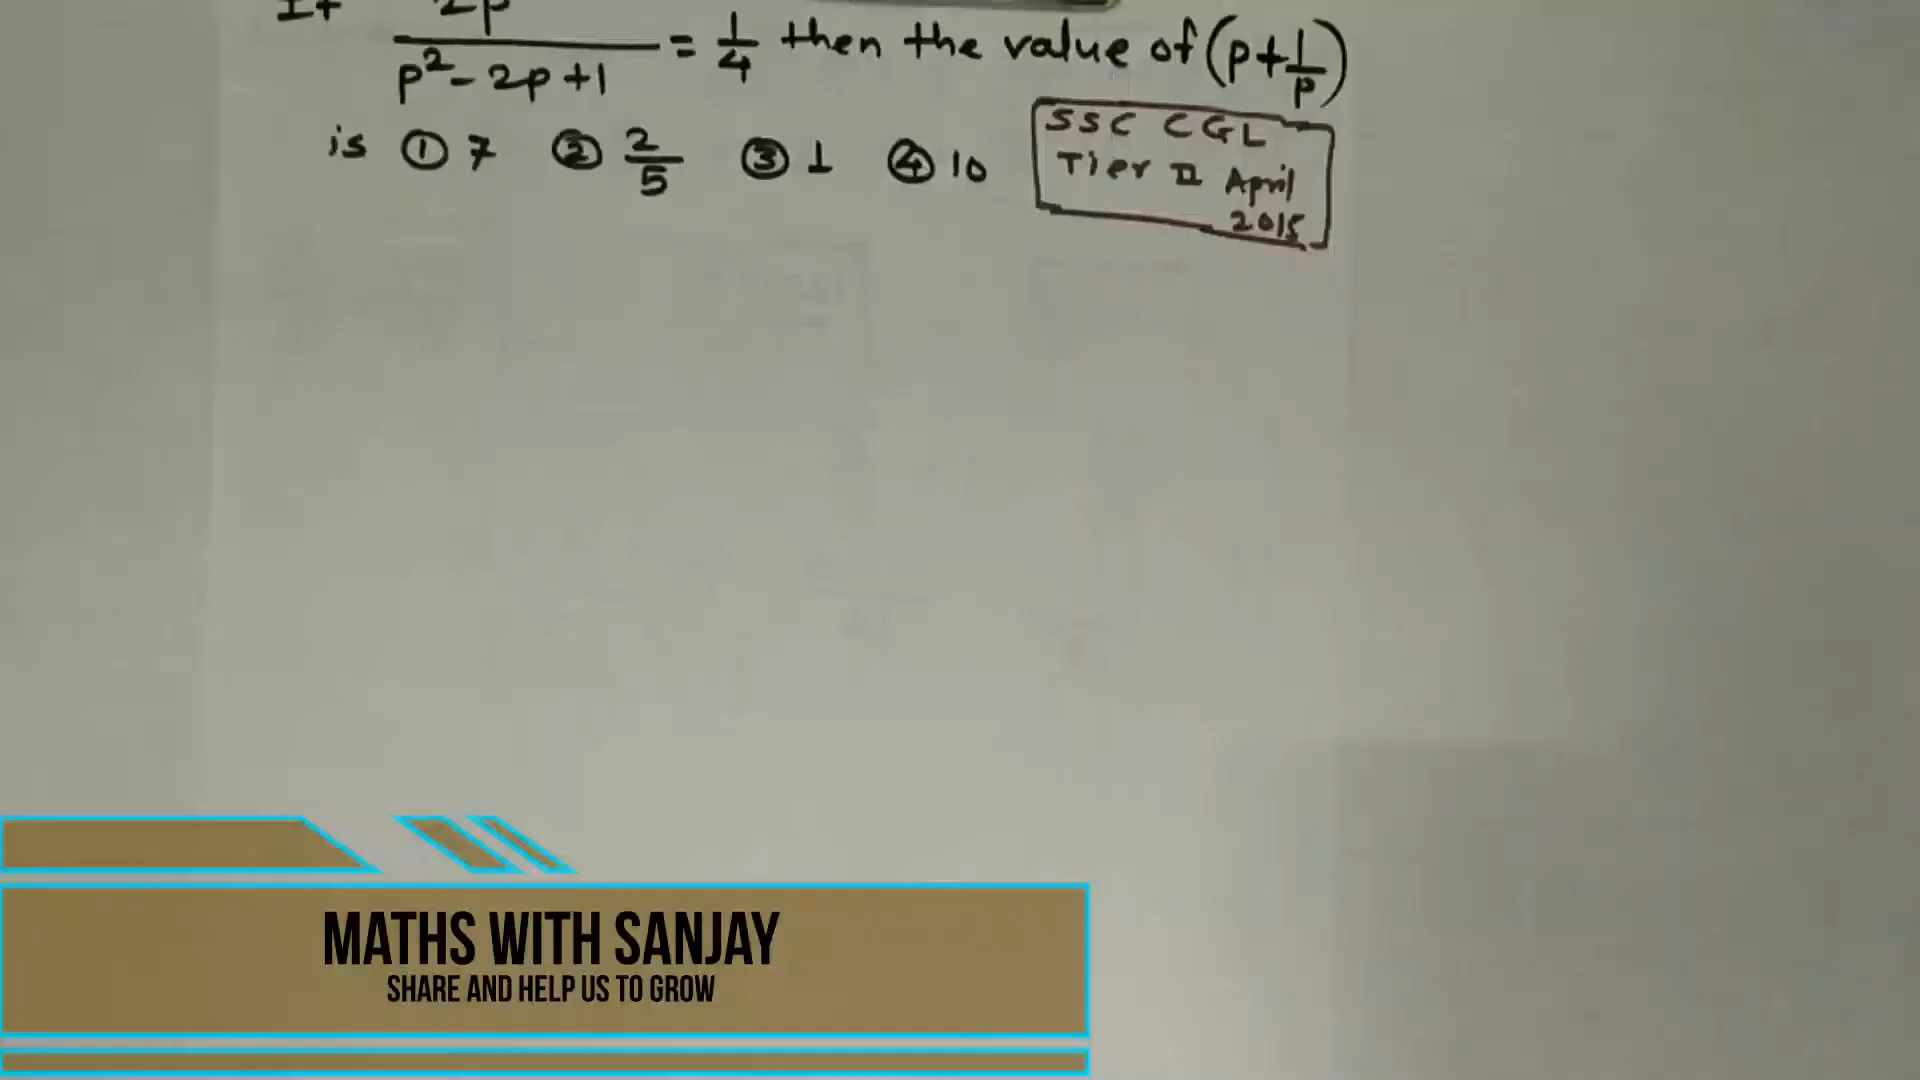 If 2p / p² - 2p + 1 = 1/4 then the value of (p + 1/p)
is ① 7 ② 2/5 ③ 1 ④ 10
SSC CGL
Tier II April
2015
MATHS WITH SANJAY
SHARE AND HELP US TO GROW